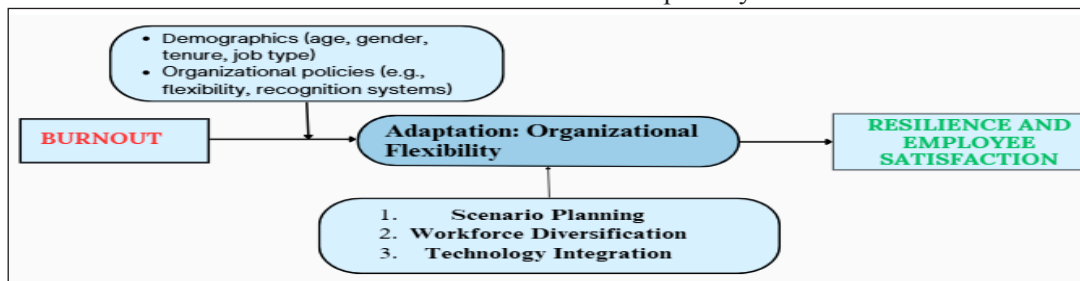 • Demographics (age, gender,
tenure, job type)
• Organizational policies (e.g.,
flexibility, recognition systems)
BURNOUT
Adaptation: Organizational
Flexibility
RESILIENCE AND
EMPLOYEE
SATISFACTION
1. Scenario Planning
2. Workforce Diversification
3. Technology Integration